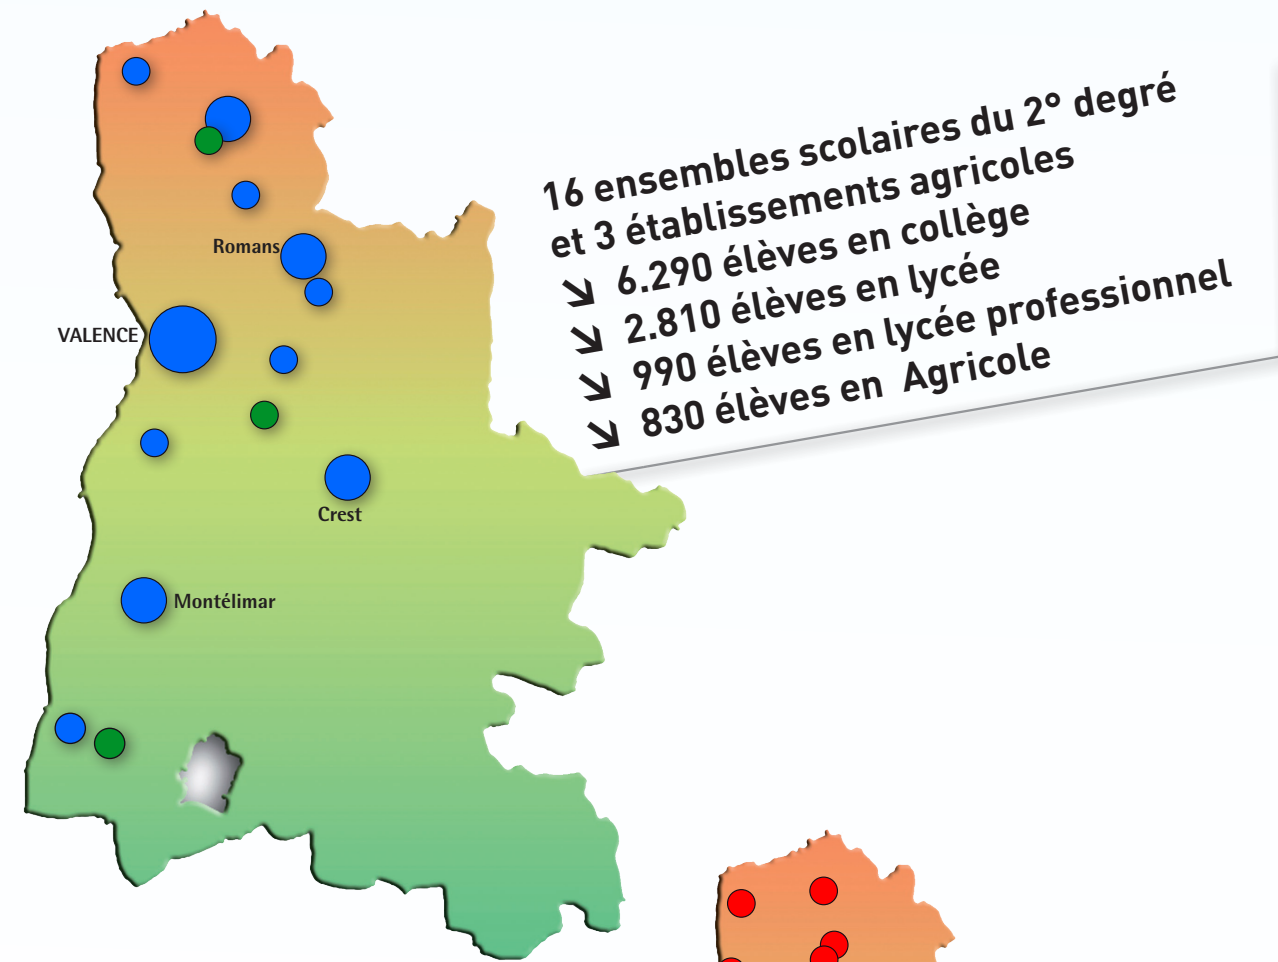 16 ensembles scolaires du 2° degré
et 3 établissements agricoles
➘ 6.290 élèves en collège
➘ 2.810 élèves en lycée
➘ 990 élèves en lycée professionnel
➘ 830 élèves en Agricole
Romans
VALENCE
Crest
Montélimar